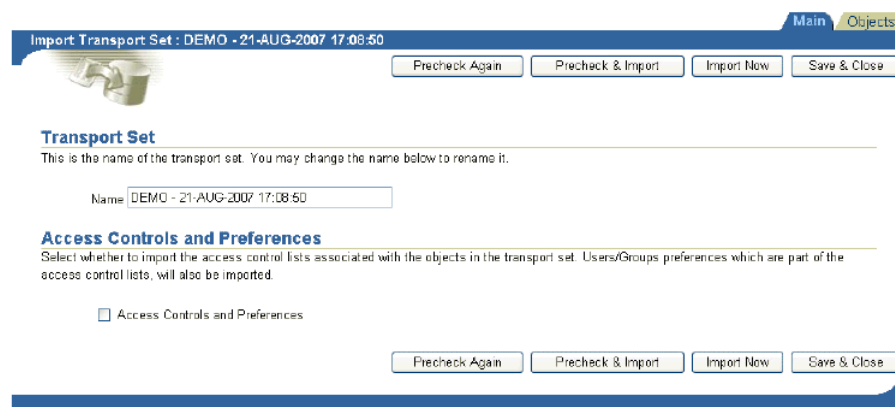 Main Objects
Import Transport Set : DEMO - 21-AUG-2007 17:08:50
Precheck Again Precheck & Import Import Now Save & Close
Transport Set
This is the name of the transport set. You may change the name below to rename it.
Name DEMO - 21-AUG-2007 17:08:50
Access Controls and Preferences
Select whether to import the access control lists associated with the objects in the transport set. Users/Groups preferences which are part of the
access control lists, will also be imported.
Access Controls and Preferences
Precheck Again Precheck & Import Import Now Save & Close